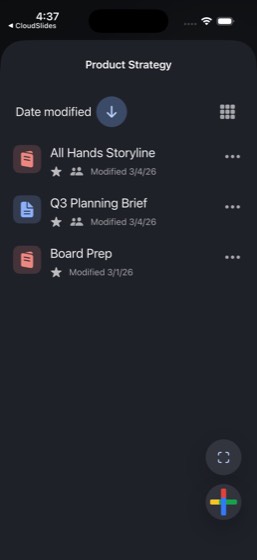 4:37
CloudSlides
Product Strategy
Date modified
All Hands Storyline
Modified 3/4/26
Q3 Planning Brief
Modified 3/4/26
Board Prep
Modified 3/1/26